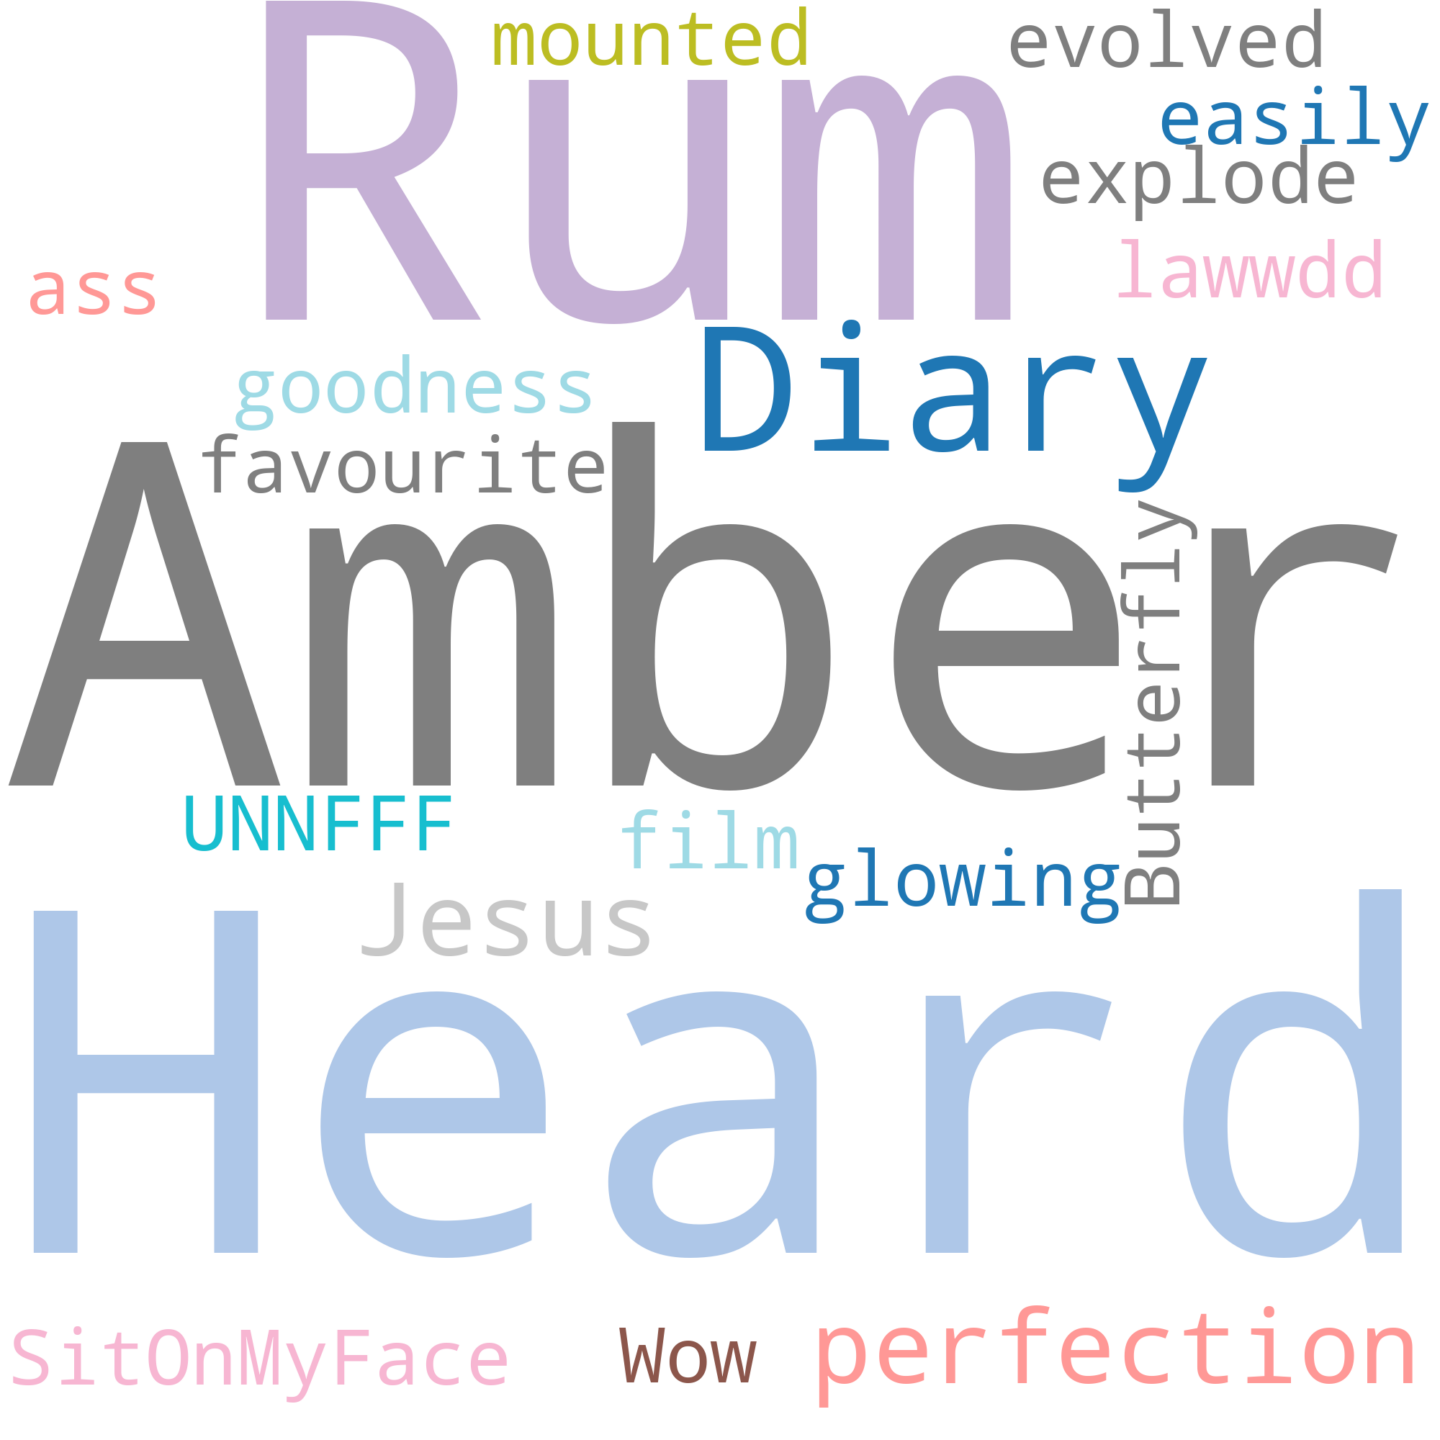 mounted
evolved
Rum
easily
explode
lawwdd
ass
Diary
goodness
favourite
Amber
Butterfly
UNNFFF
film
glowing
Jesus
Heard
SitOnMyFace
Wow
perfection